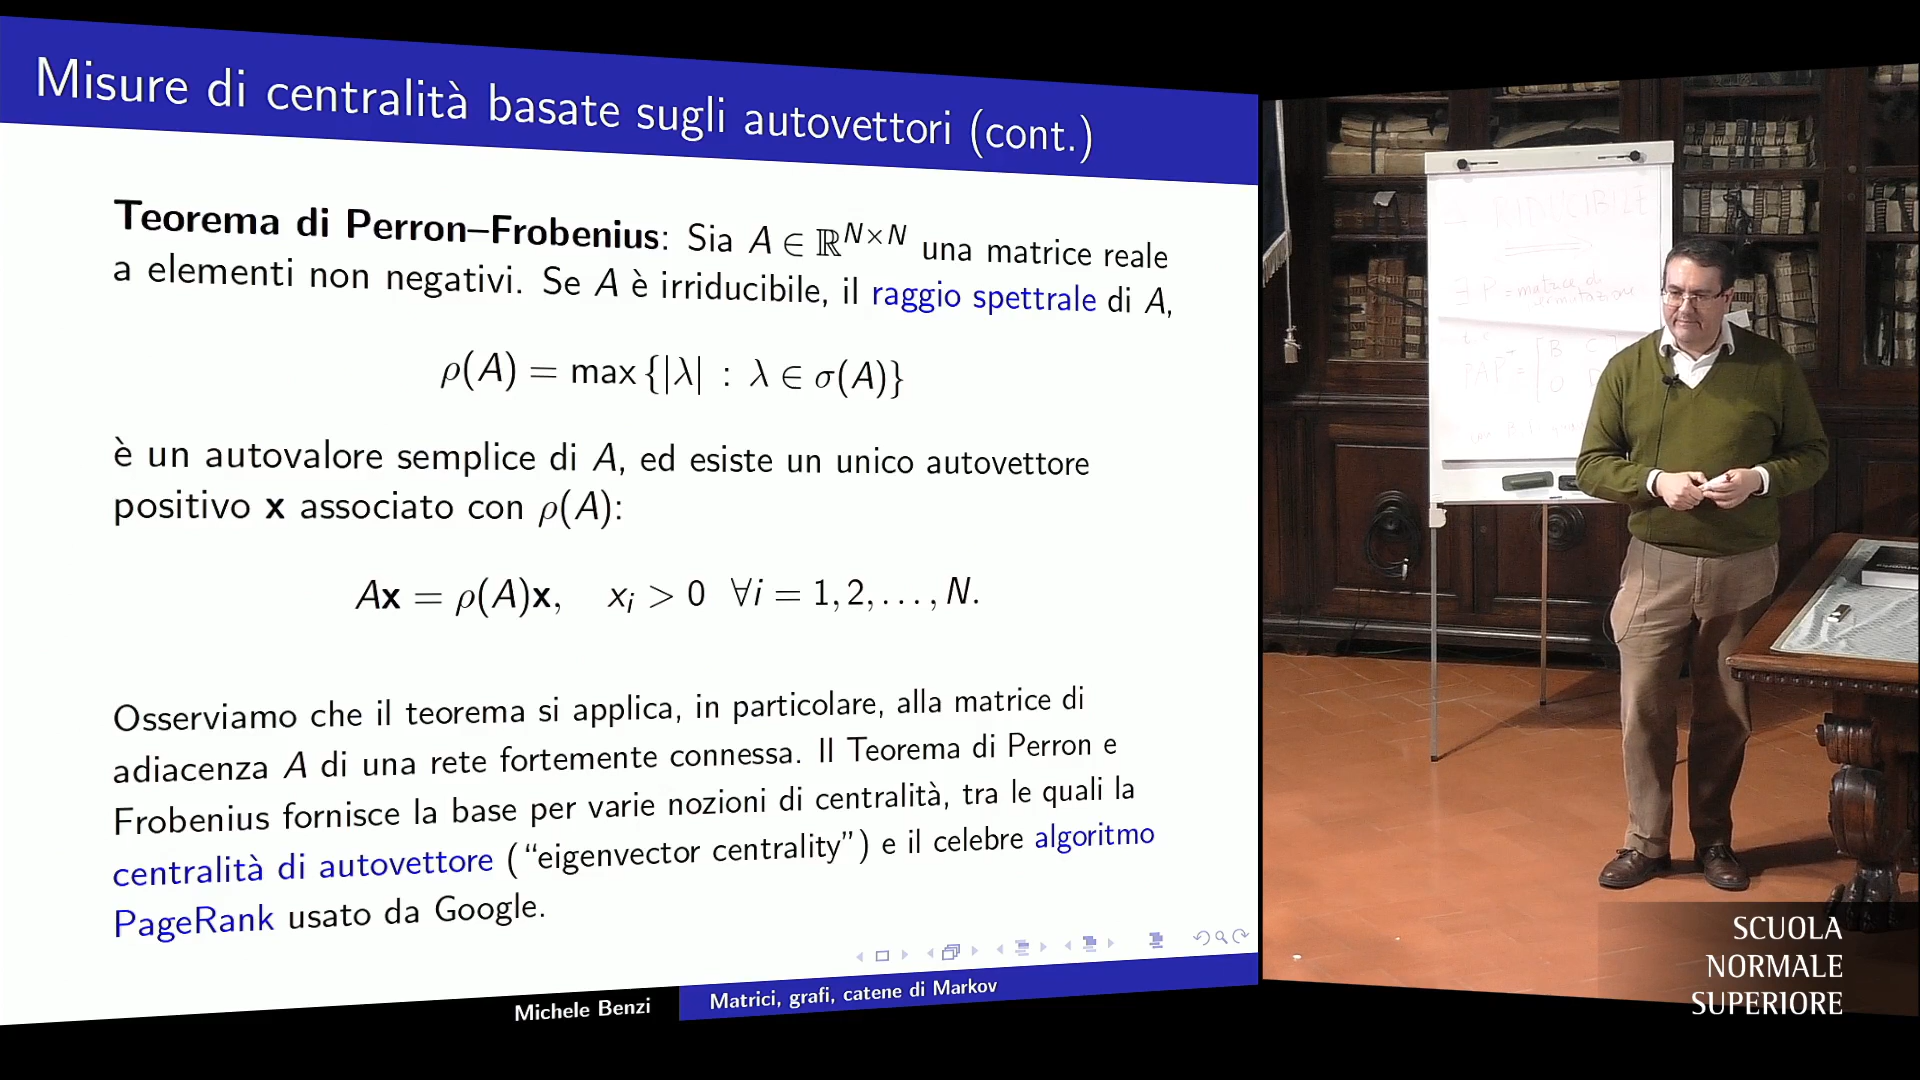 Misure di centralità basate sugli autovettori (cont.)
Teorema di Perron–Frobenius: Sia A ∈ ℝ^{N×N} una matrice reale
a elementi non negativi. Se A è irriducibile, il raggio spettrale di A,
ρ(A) = max {|λ| : λ ∈ σ(A)}
è un autovalore semplice di A, ed esiste un unico autovettore
positivo x associato con ρ(A):
Ax = ρ(A)x, x_i > 0 ∀i = 1, 2, . . . , N.
Osserviamo che il teorema si applica, in particolare, alla matrice di
adiacenza A di una rete fortemente connessa. Il Teorema di Perron e
Frobenius fornisce la base per varie nozioni di centralità, tra le quali la
centralità di autovettore (“eigenvector centrality”) e il celebre algoritmo
PageRank usato da Google.
Michele Benzi
Matrici, grafi, catene di Markov
RIDUCIBILE
∃ P = matrice di
permutazione
SCUOLA
NORMALE
SUPERIORE